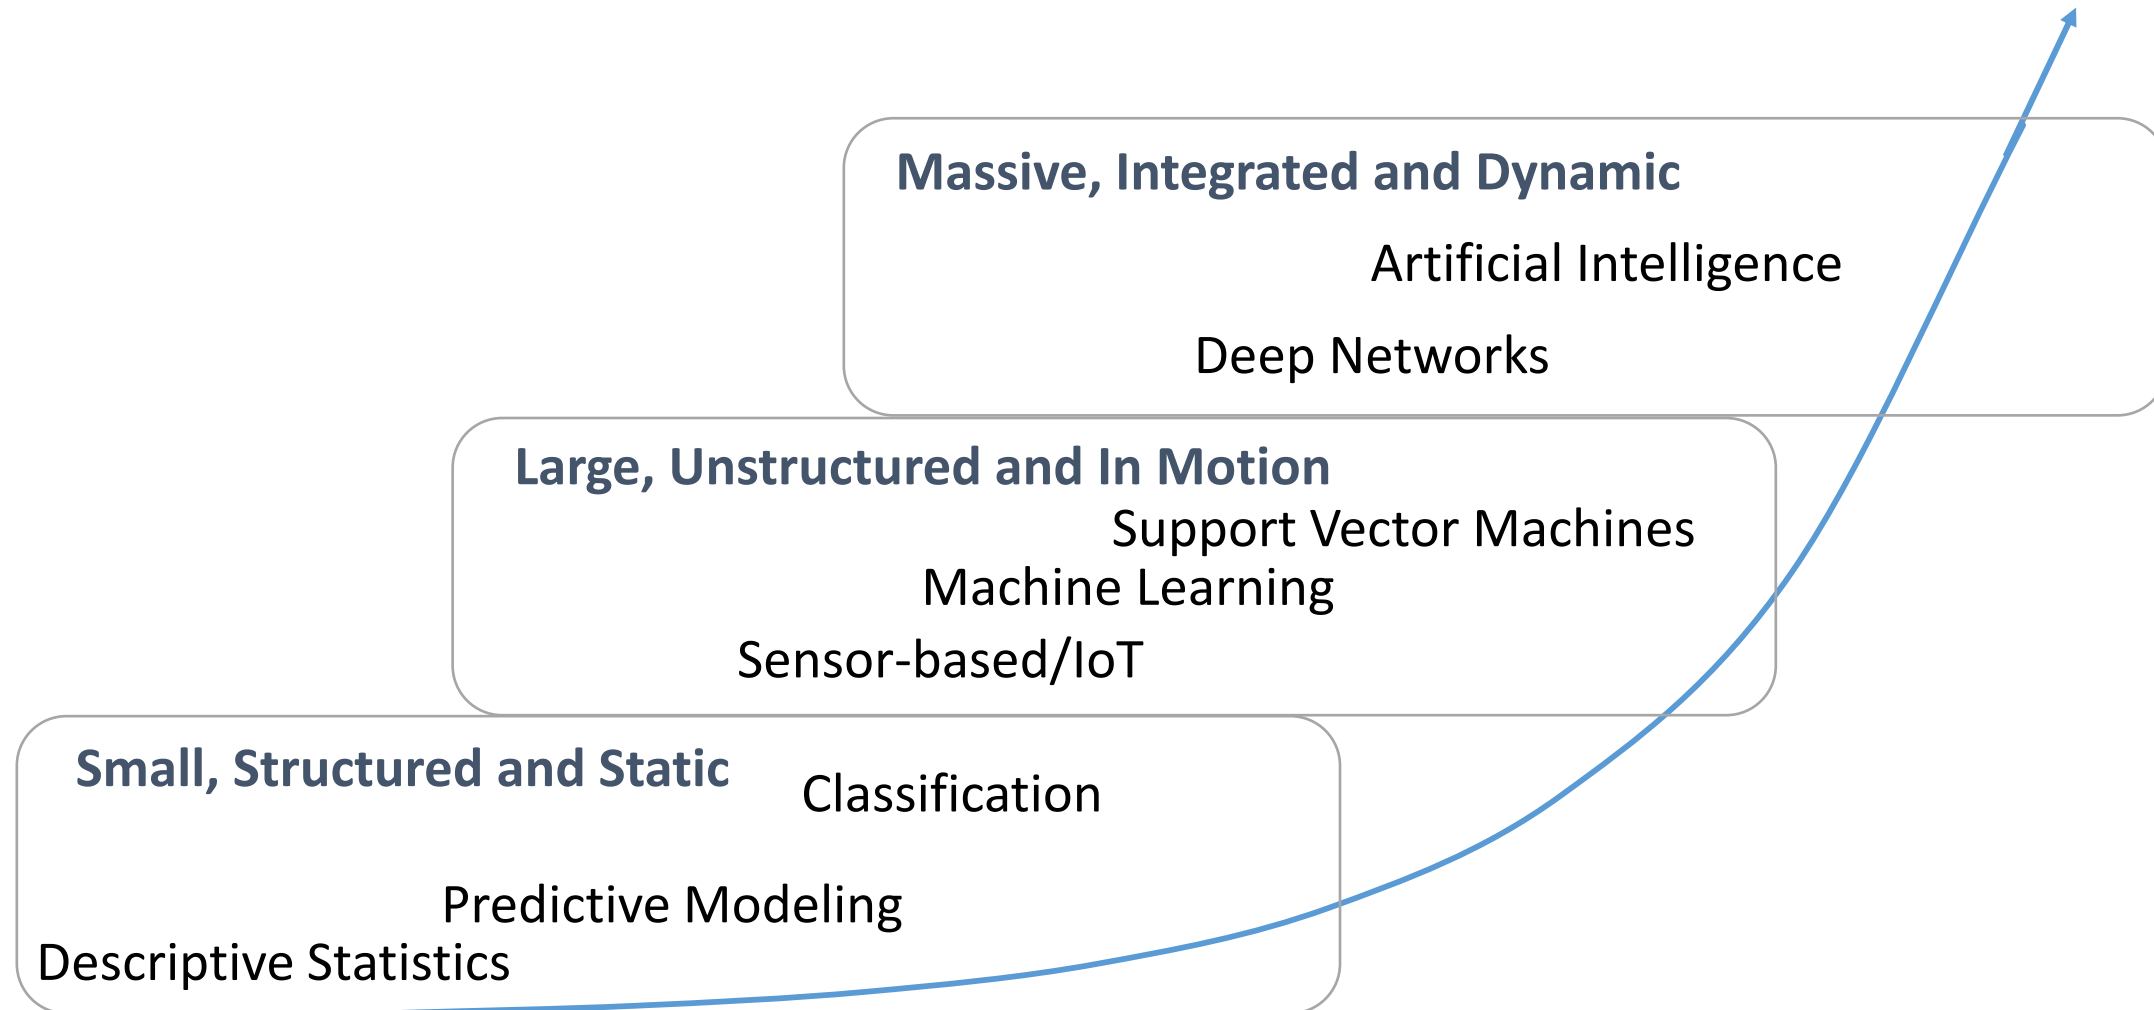 Massive, Integrated and Dynamic
Artificial Intelligence
Deep Networks
Large, Unstructured and In Motion
Support Vector Machines
Machine Learning
Sensor-based/IoT
Small, Structured and Static
Classification
Predictive Modeling
Descriptive Statistics